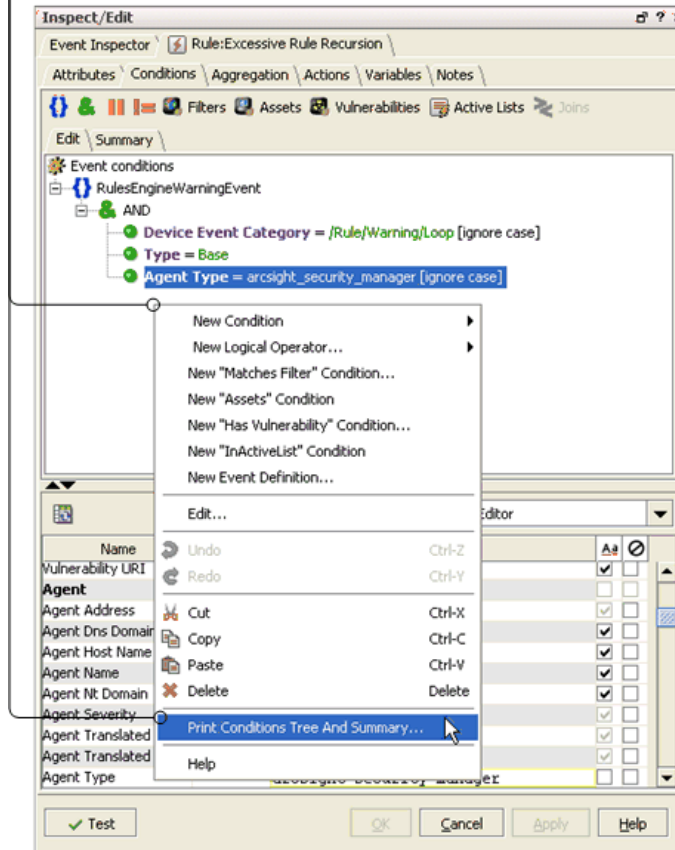 Inspect/Edit ?
Event Inspector Rule:Excessive Rule Recursion
Attributes Conditions Aggregation Actions Variables Notes
Filters Assets Vulnerabilities Active Lists Joins
Edit Summary
Event conditions
RulesEngineWarningEvent
AND
Device Event Category = /Rule/Warning/Loop [ignore case]
Type = Base
Agent Type = arcsight_security_manager [ignore case]
New Condition
New Logical Operator...
New "Matches Filter" Condition...
New "Assets" Condition
New "Has Vulnerability" Condition...
New "InActiveList" Condition
New Event Definition...
Edit...
Undo Ctrl-Z
Redo Ctrl-Y
Cut Ctrl-X
Copy Ctrl-C
Paste Ctrl-V
Delete Delete
Print Conditions Tree And Summary...
Help
Editor
Name Aa
Vulnerability URI
Agent
Agent Address
Agent Dns Domain
Agent Host Name
Agent Name
Agent Nt Domain
Agent Severity
Agent Translated
Agent Translated
Agent Type
Test OK Cancel Apply Help